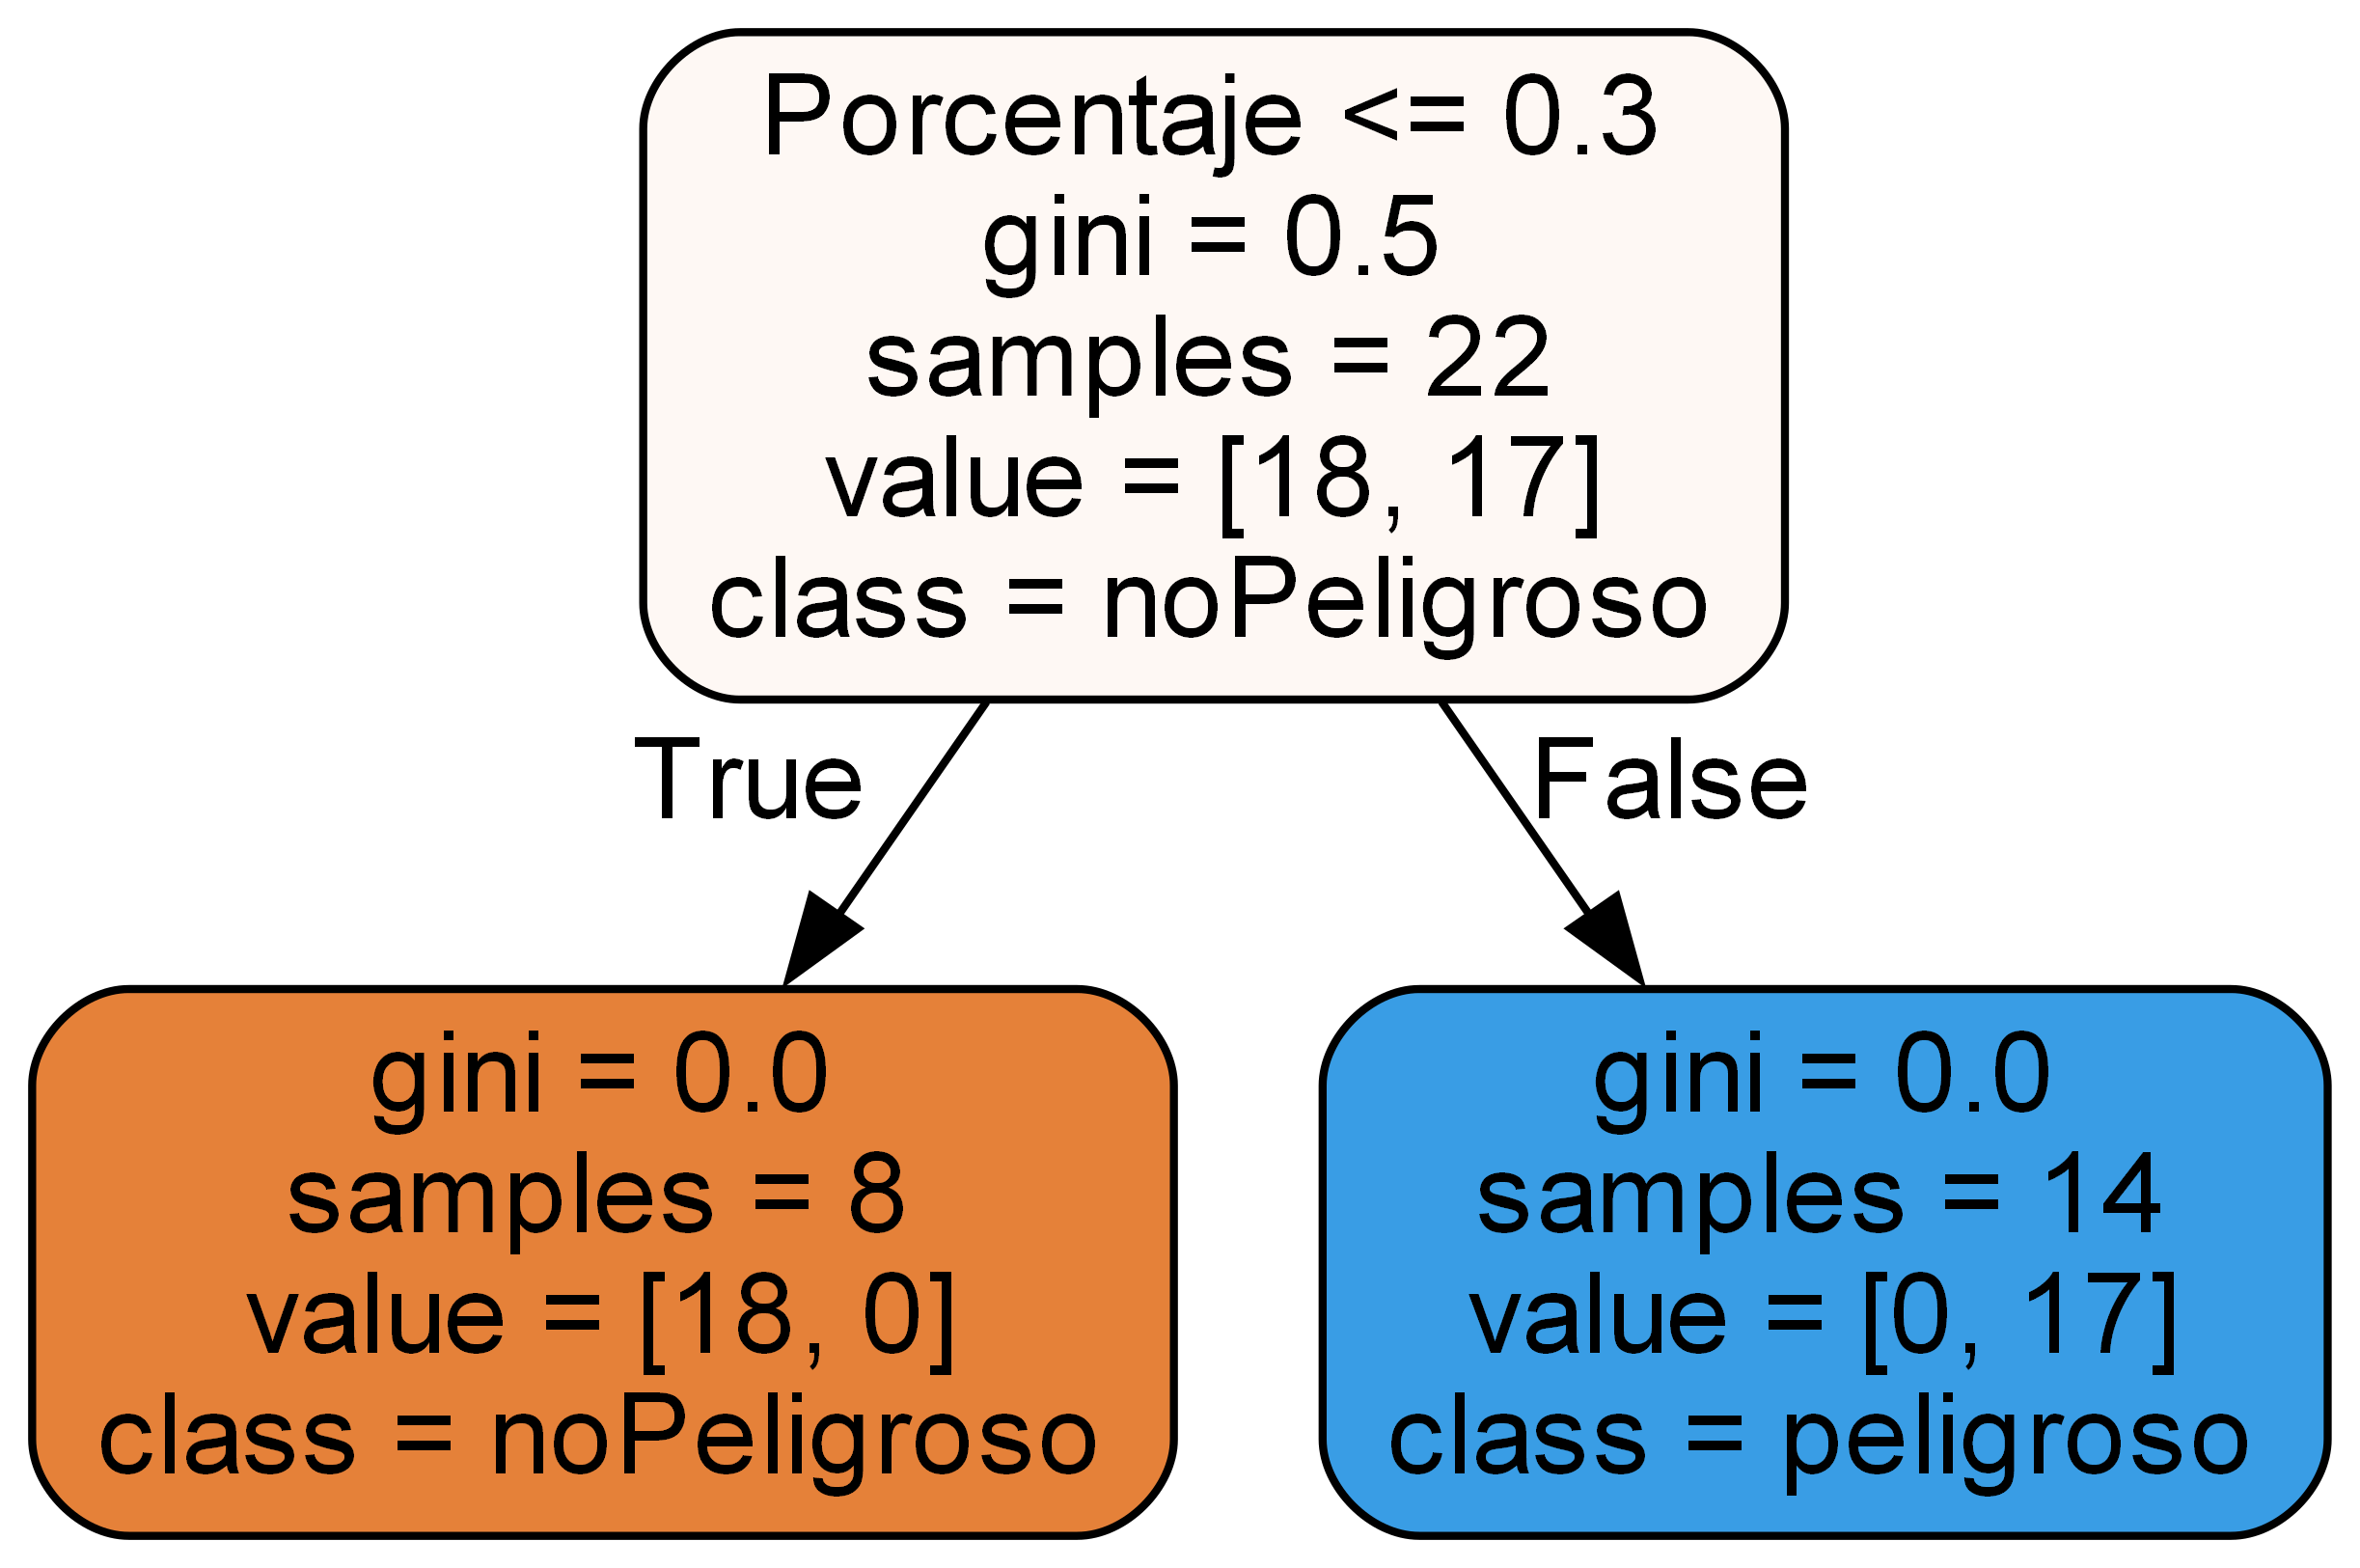 Porcentaje <= 0.3
gini = 0.5
samples = 22
value = [18, 17]
class = noPeligroso
True
False
gini = 0.0
samples = 8
value = [18, 0]
class = noPeligroso
gini = 0.0
samples = 14
value = [0, 17]
class = peligroso